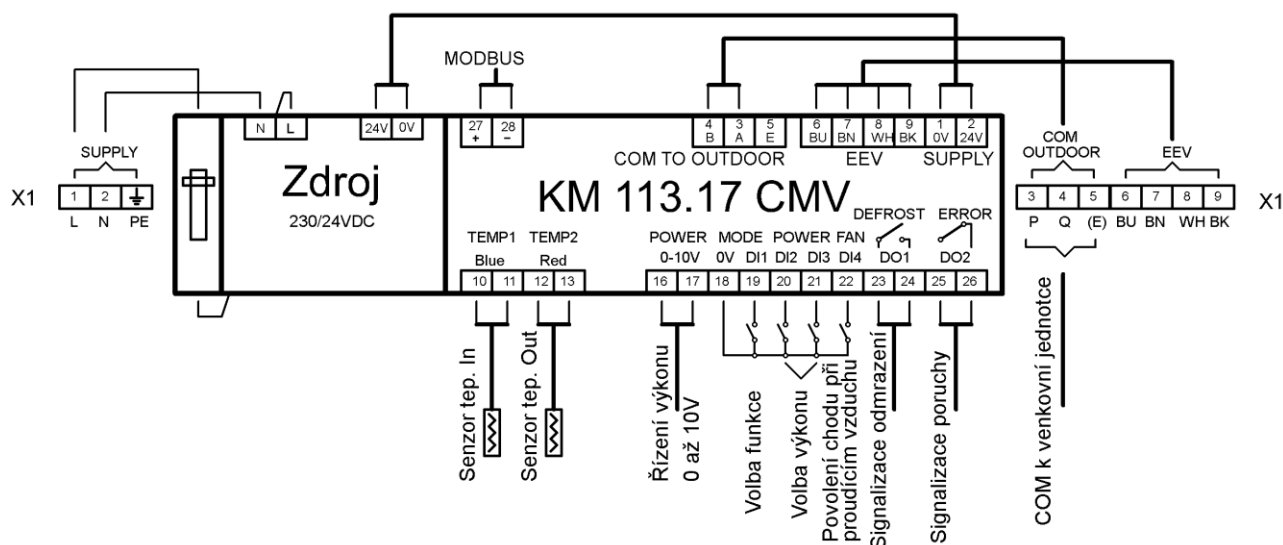 MODBUS
N L 24V 0V
27 28
+ −
4 3 5
B A E
6 7 8 9
BU BN WH BK
1 2
0V 24V
COM TO OUTDOOR EEV SUPPLY
SUPPLY
X1
1 2
L N PE
Zdroj
230/24VDC
KM 113.17 CMV
COM
OUTDOOR
EEV
3 4 5 6 7 8 9
P Q (E) BU BN WH BK
X1
DEFROST ERROR
TEMP1 TEMP2 POWER MODE POWER FAN
Blue Red 0-10V 0V DI1 DI2 DI3 DI4 DO1 DO2
10 11 12 13 16 17 18 19 20 21 22 23 24 25 26
Senzor tep. In
Senzor tep. Out
Řízení výkonu
0 až 10V
Volba funkce
Volba výkonu
Povolení chodu při
proudícím vzduchu
Signalizace odmrazení
Signalizace poruchy
COM k venkovní jednotce